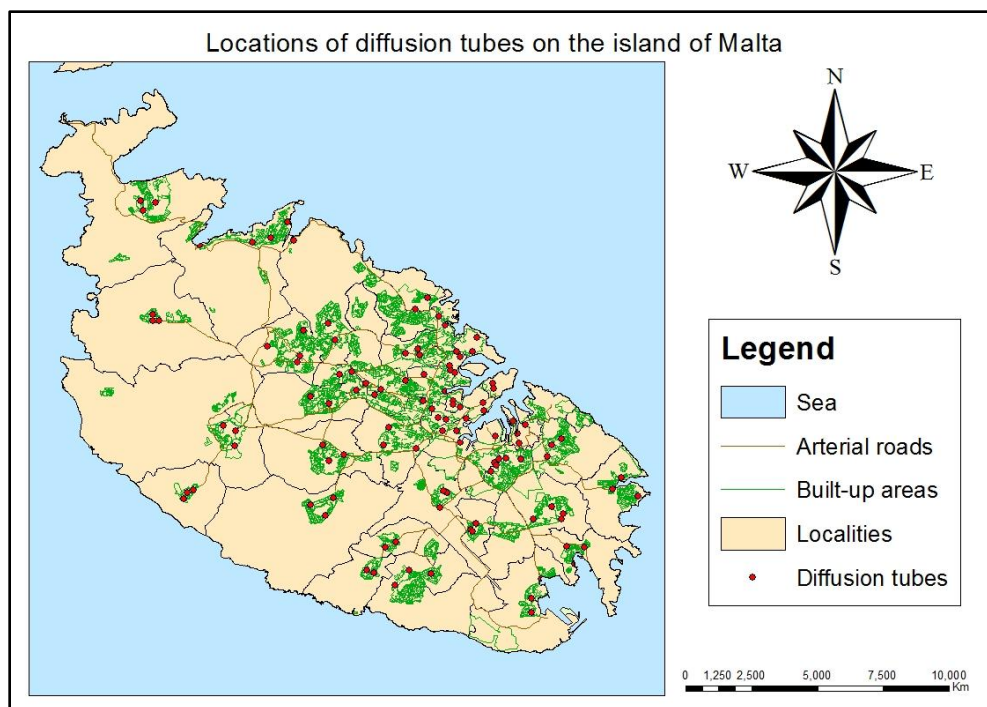 Locations of diffusion tubes on the island of Malta
N
W
E
S
Legend
Sea
Arterial roads
Built-up areas
Localities
Diffusion tubes
0 1,250 2,500 5,000 7,500 10,000
Km